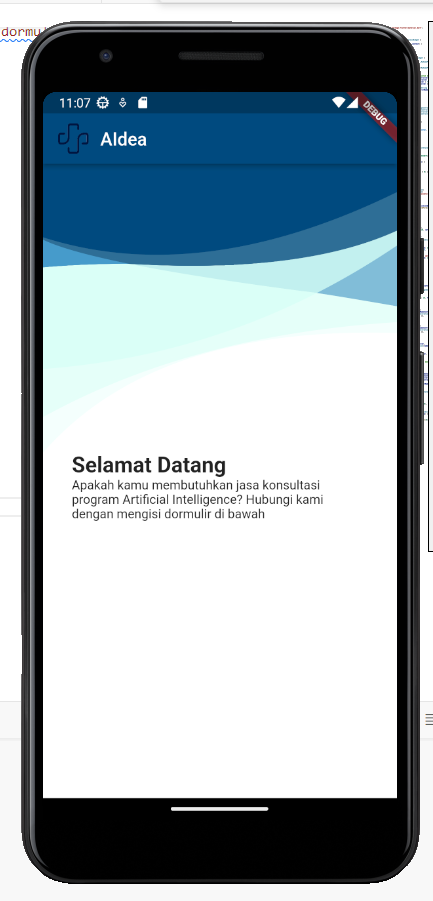 dormu
11:07
DEBUG
Aldea
Selamat Datang
Apakah kamu membutuhkan jasa konsultasi
program Artificial Intelligence? Hubungi kami
dengan mengisi dormulir di bawah